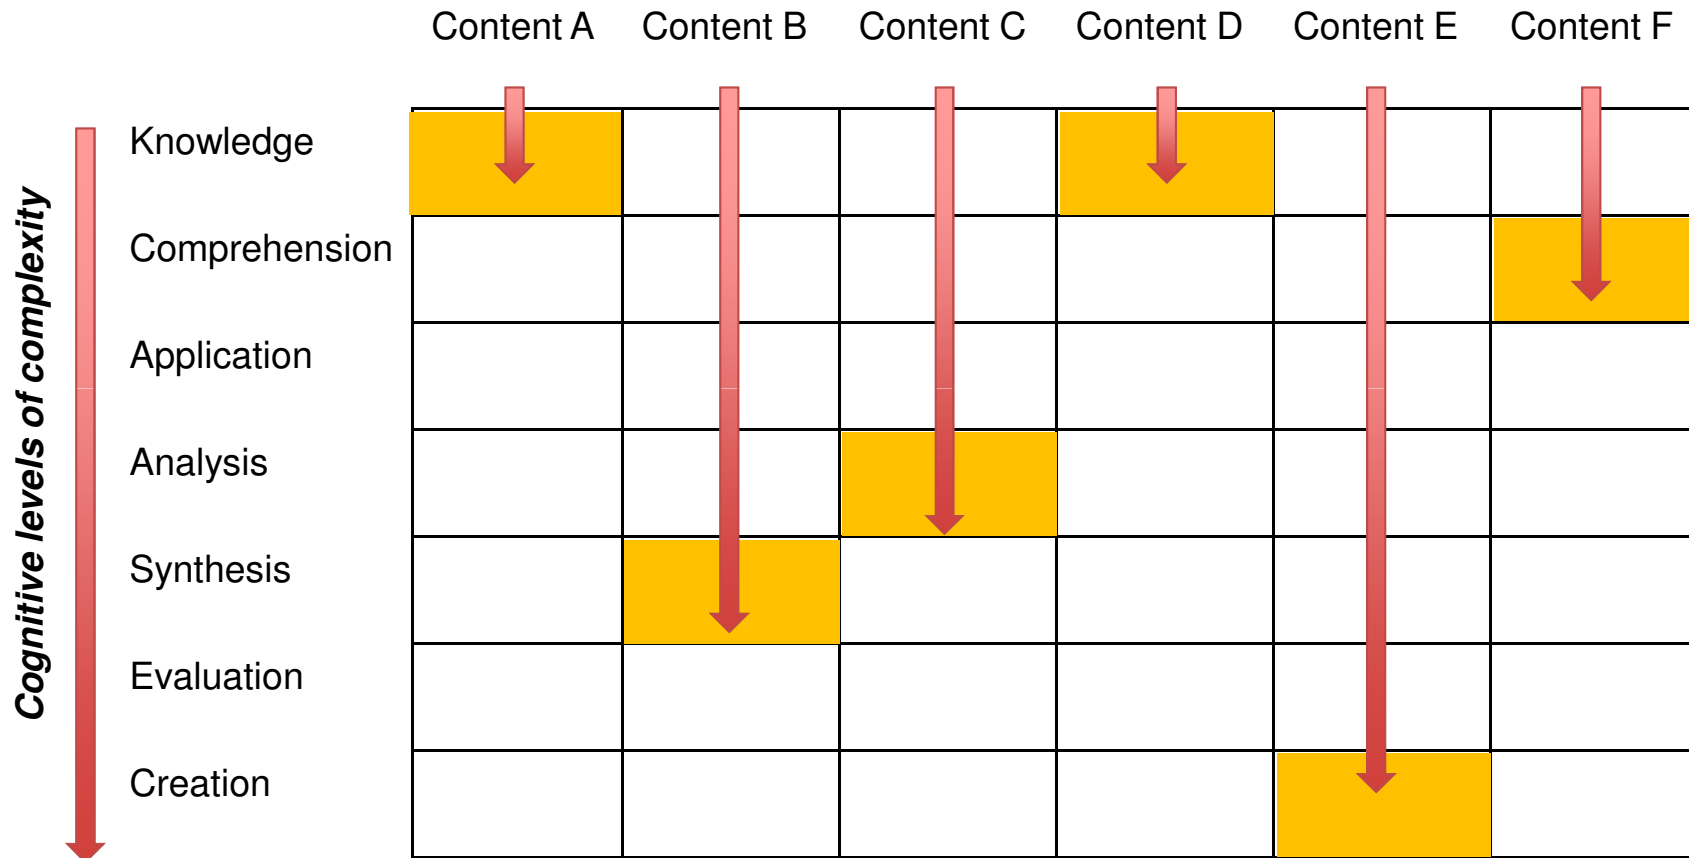 Content A Content B Content C Content D Content E Content F
Cognitive levels of complexity
Knowledge
Comprehension
Application
Analysis
Synthesis
Evaluation
Creation